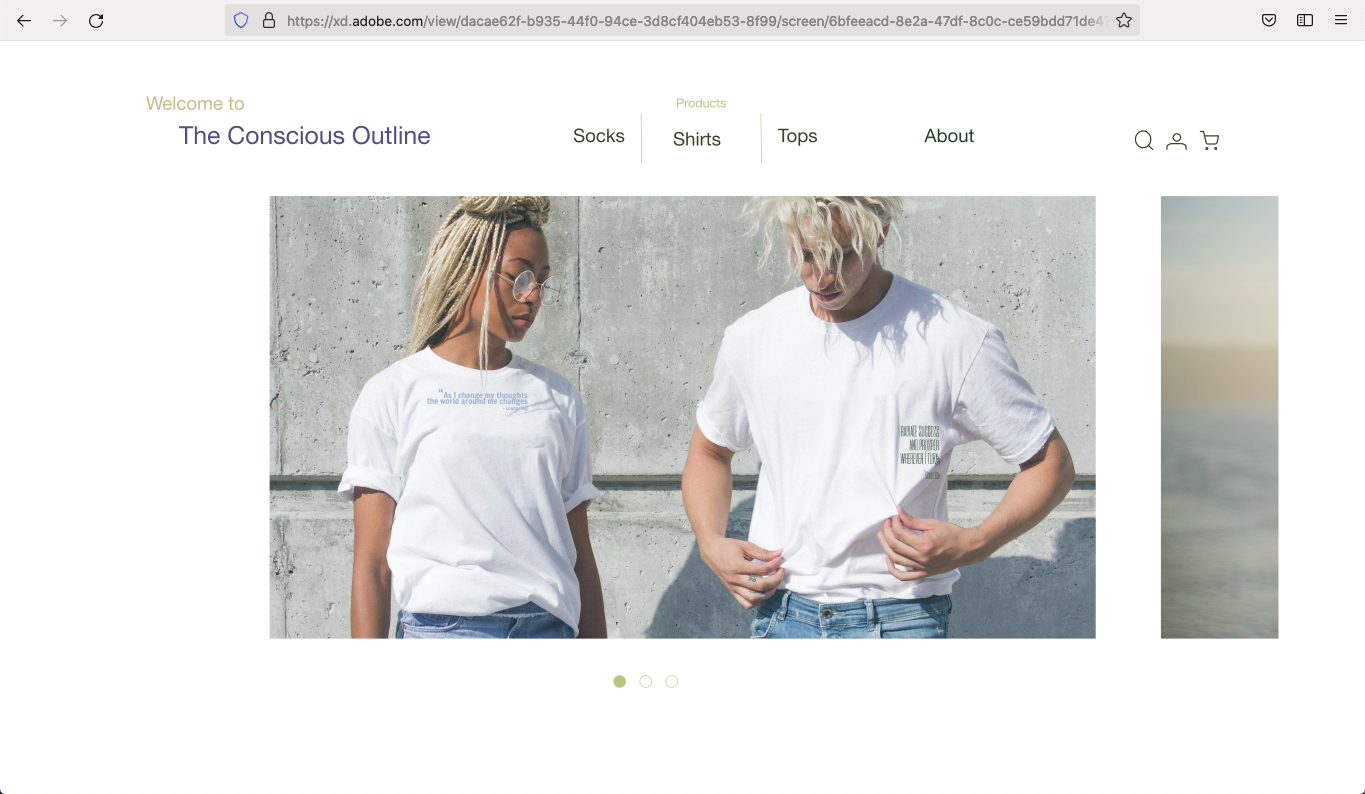 https://xd.adobe.com/view/dacae62f-b935-44f0-94ce-3d8cf404eb53-8f99/screen/6bfeeacd-8e2a-47df-8c0c-ce59bdd71de4
Welcome to
The Conscious Outline
Products
Socks
Shirts
Tops
About
“As I change my thoughts
the world around me changes
RADIATE SUCCESS
AND PROSPER
WHEREVER I TURN